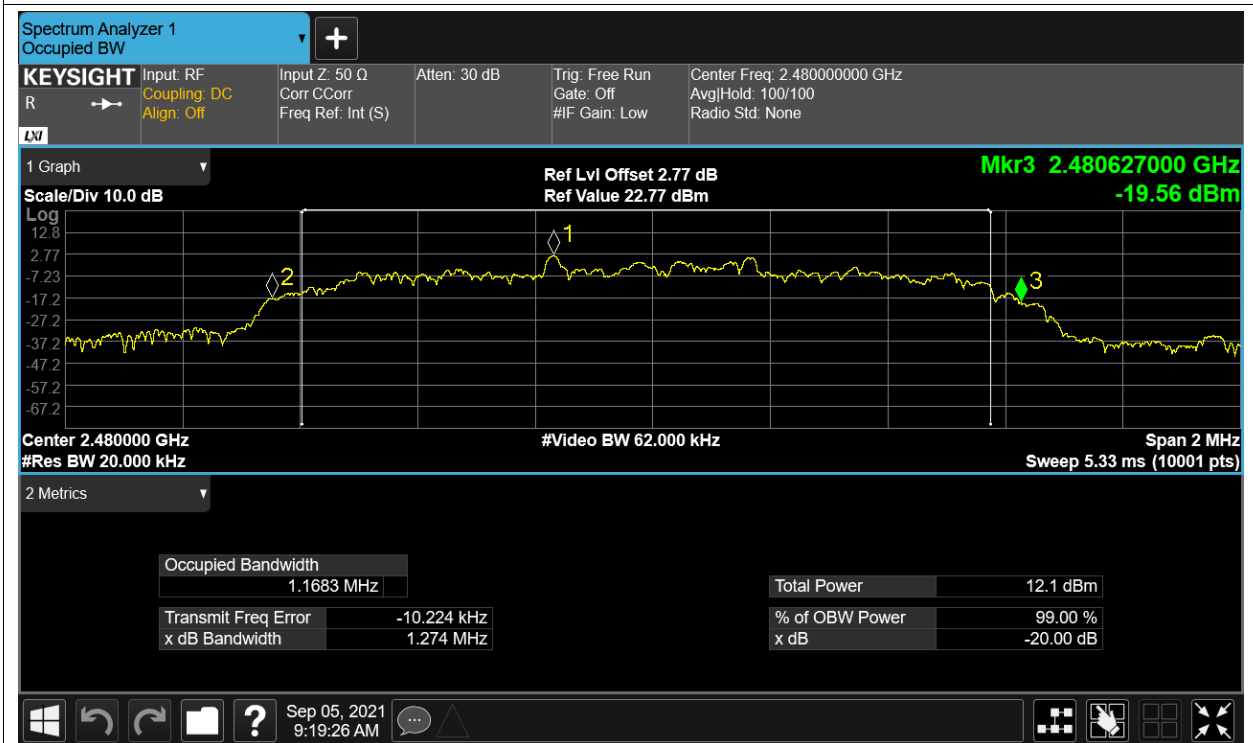 Spectrum Analyzer 1
Occupied BW
KEYSIGHT
R
LXI
Input: RF
Coupling: DC
Align: Off
Input Z: 50 Ω
Corr CCorr
Freq Ref: Int (S)
Atten: 30 dB
Trig: Free Run
Gate: Off
#IF Gain: Low
Center Freq: 2.480000000 GHz
Avg|Hold: 100/100
Radio Std: None
1 Graph
Scale/Div 10.0 dB
Ref Lvl Offset 2.77 dB
Ref Value 22.77 dBm
Mkr3 2.480627000 GHz
-19.56 dBm
Log
12.8
2.77
-7.23
-17.2
-27.2
-37.2
-47.2
-57.2
-67.2
1
2
3
Center 2.480000 GHz
#Res BW 20.000 kHz
#Video BW 62.000 kHz
Span 2 MHz
Sweep 5.33 ms (10001 pts)
2 Metrics
Occupied Bandwidth
1.1683 MHz
Transmit Freq Error -10.224 kHz
x dB Bandwidth 1.274 MHz
Total Power 12.1 dBm
% of OBW Power 99.00 %
x dB -20.00 dB
?
Sep 05, 2021
9:19:26 AM